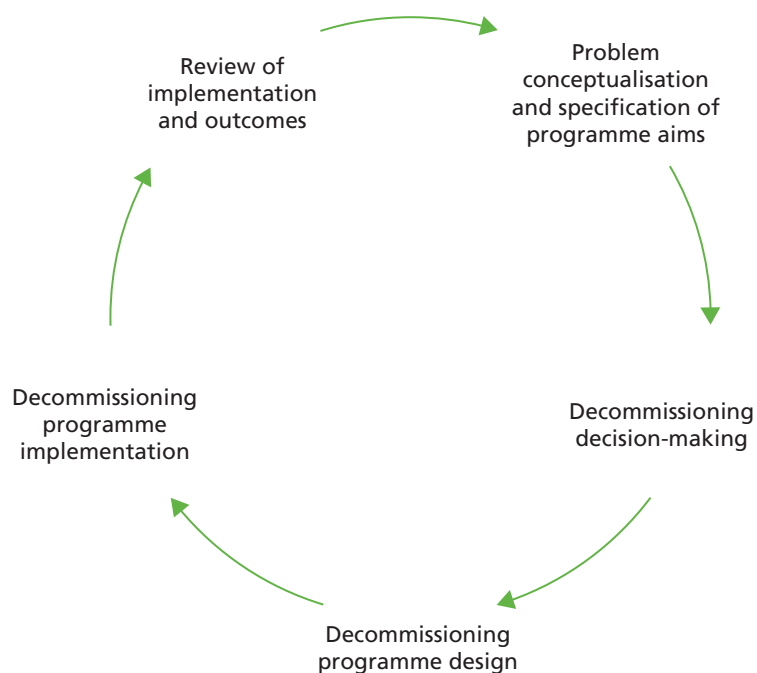 Review of
implementation
and outcomes
Problem
conceptualisation
and specification of
programme aims
Decommissioning
decision-making
Decommissioning
programme design
Decommissioning
programme
implementation